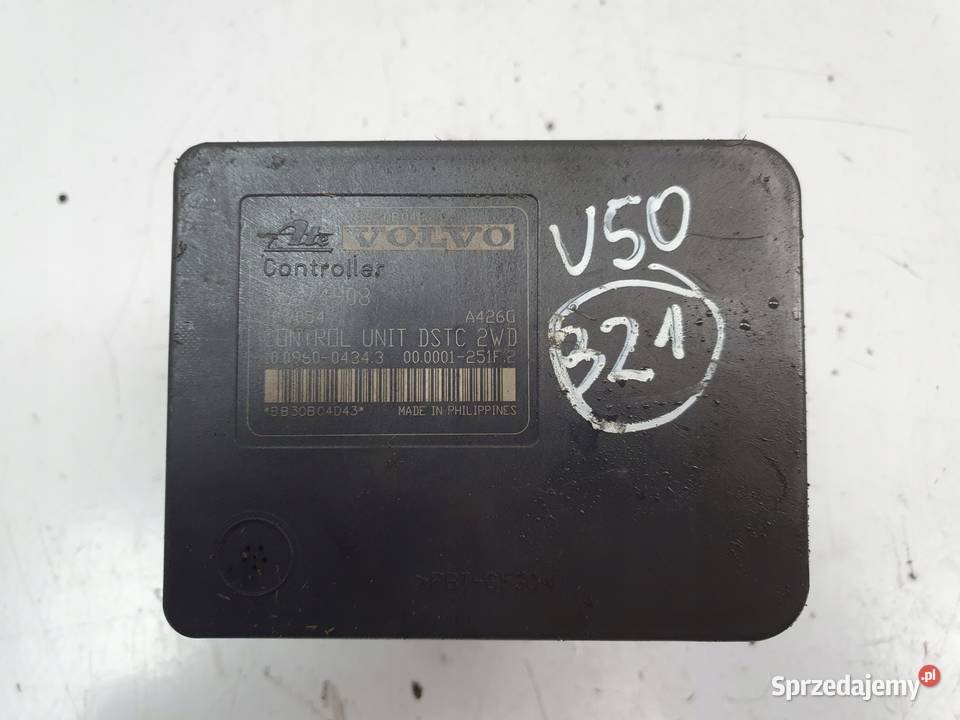 Ate VOLVO
Controller
A426G
CONTROL UNIT DSTC 2WD
10.0960-0434.3 00.0001-251F.2
*BB30BC4D43* MADE IN PHILIPPINES
V50
321
Sprzedajemy.pl